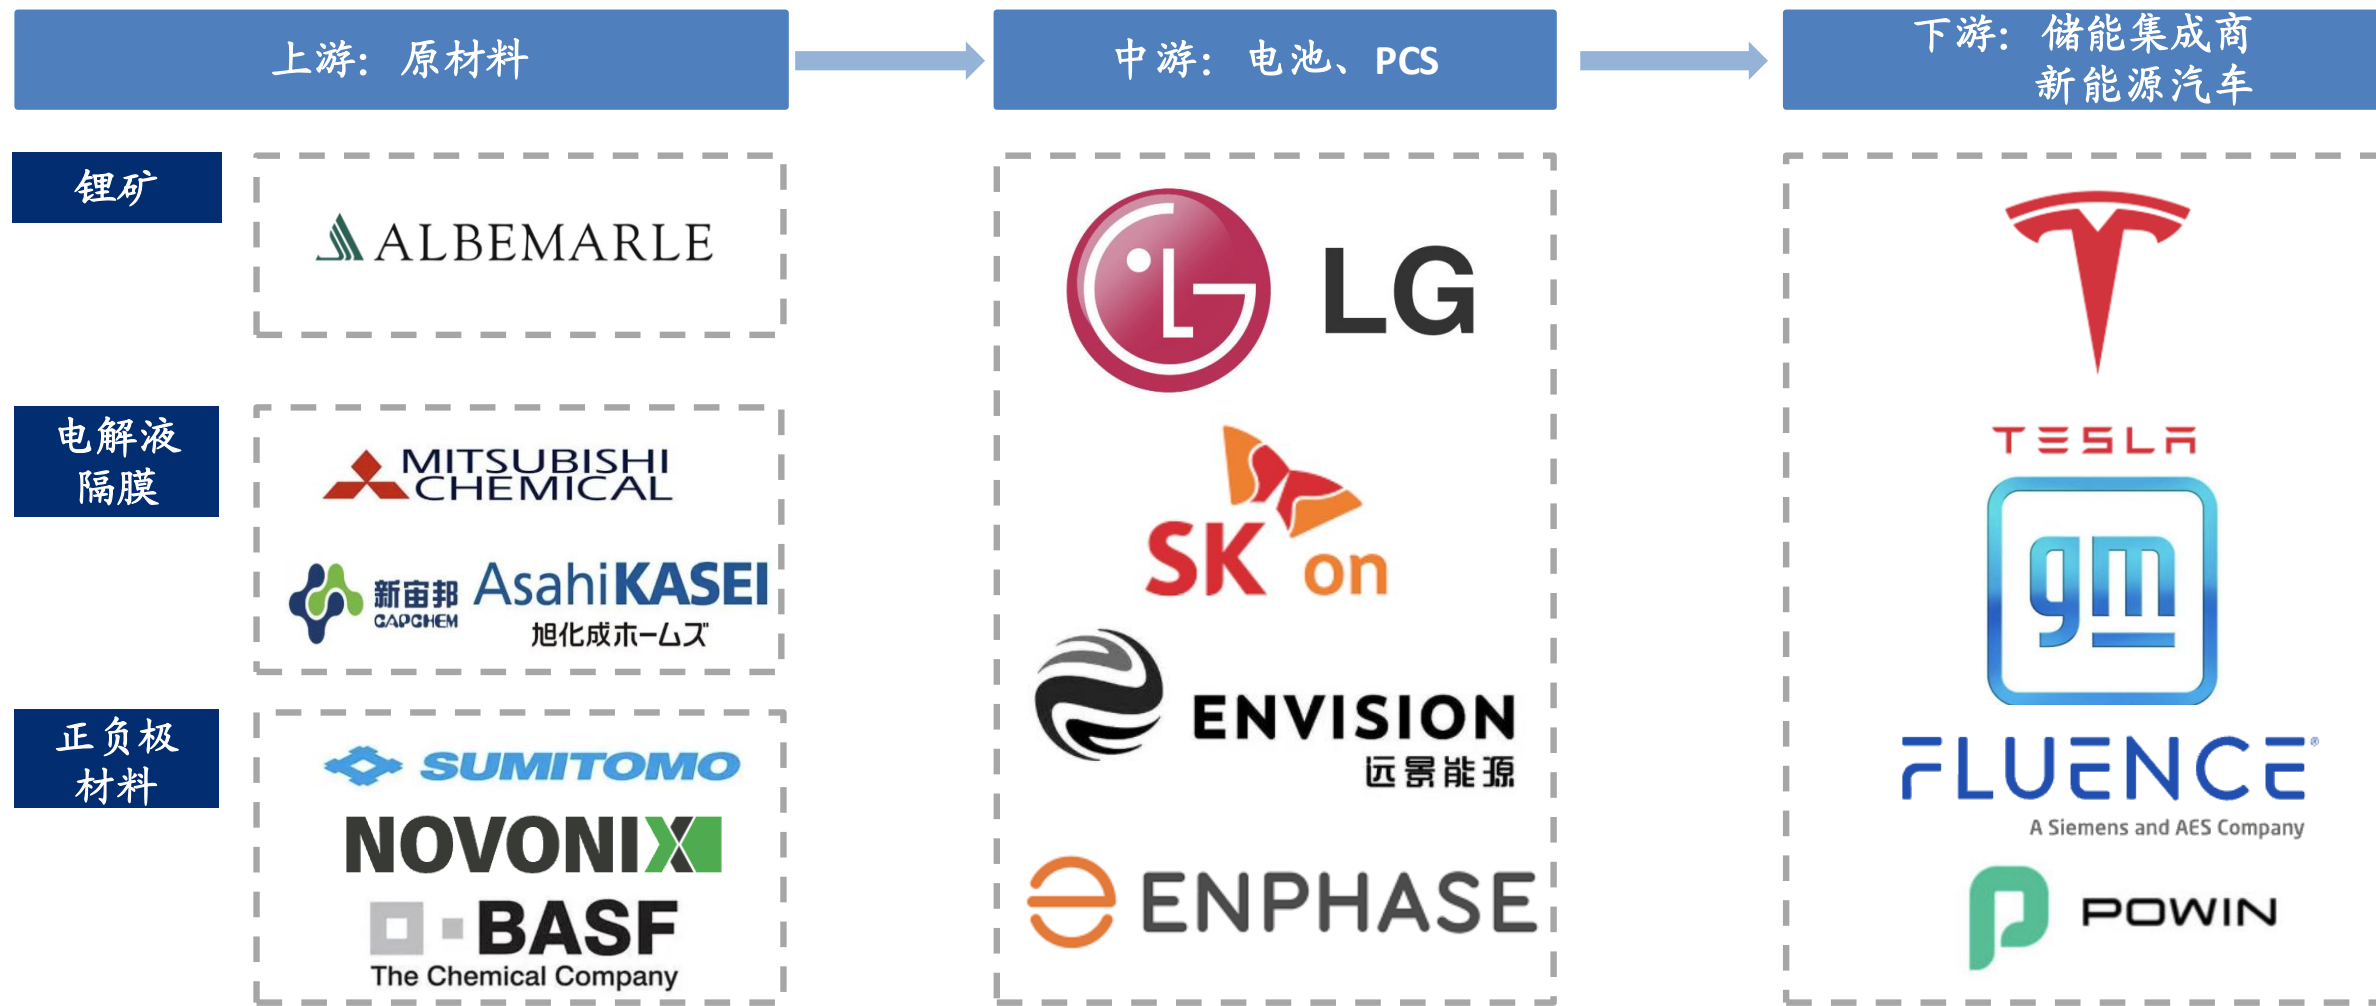 上游：原材料
中游：电池、PCS
下游：储能集成商
新能源汽车
锂矿
ALBEMARLE
电解液
隔膜
MITSUBISHI
CHEMICAL
新宙邦
CAPCHEM
AsahiKASEI
旭化成ホームズ
正负极
材料
SUMITOMO
NOVONIX
BASF
The Chemical Company
LG
SK on
ENVISION
远景能源
ENPHASE
TESLA
gm
FLUENCE®
A Siemens and AES Company
POWIN